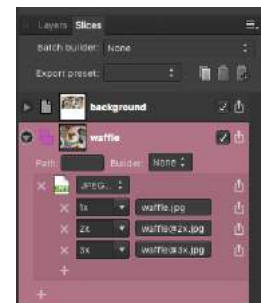 Layers Slices
Batch builder: None
Export preset:
background
waffle
Path: Builder: None
JPEG..
1x waffle.jpg
2x waffle@2x.jpg
3x waffle@3x.jpg